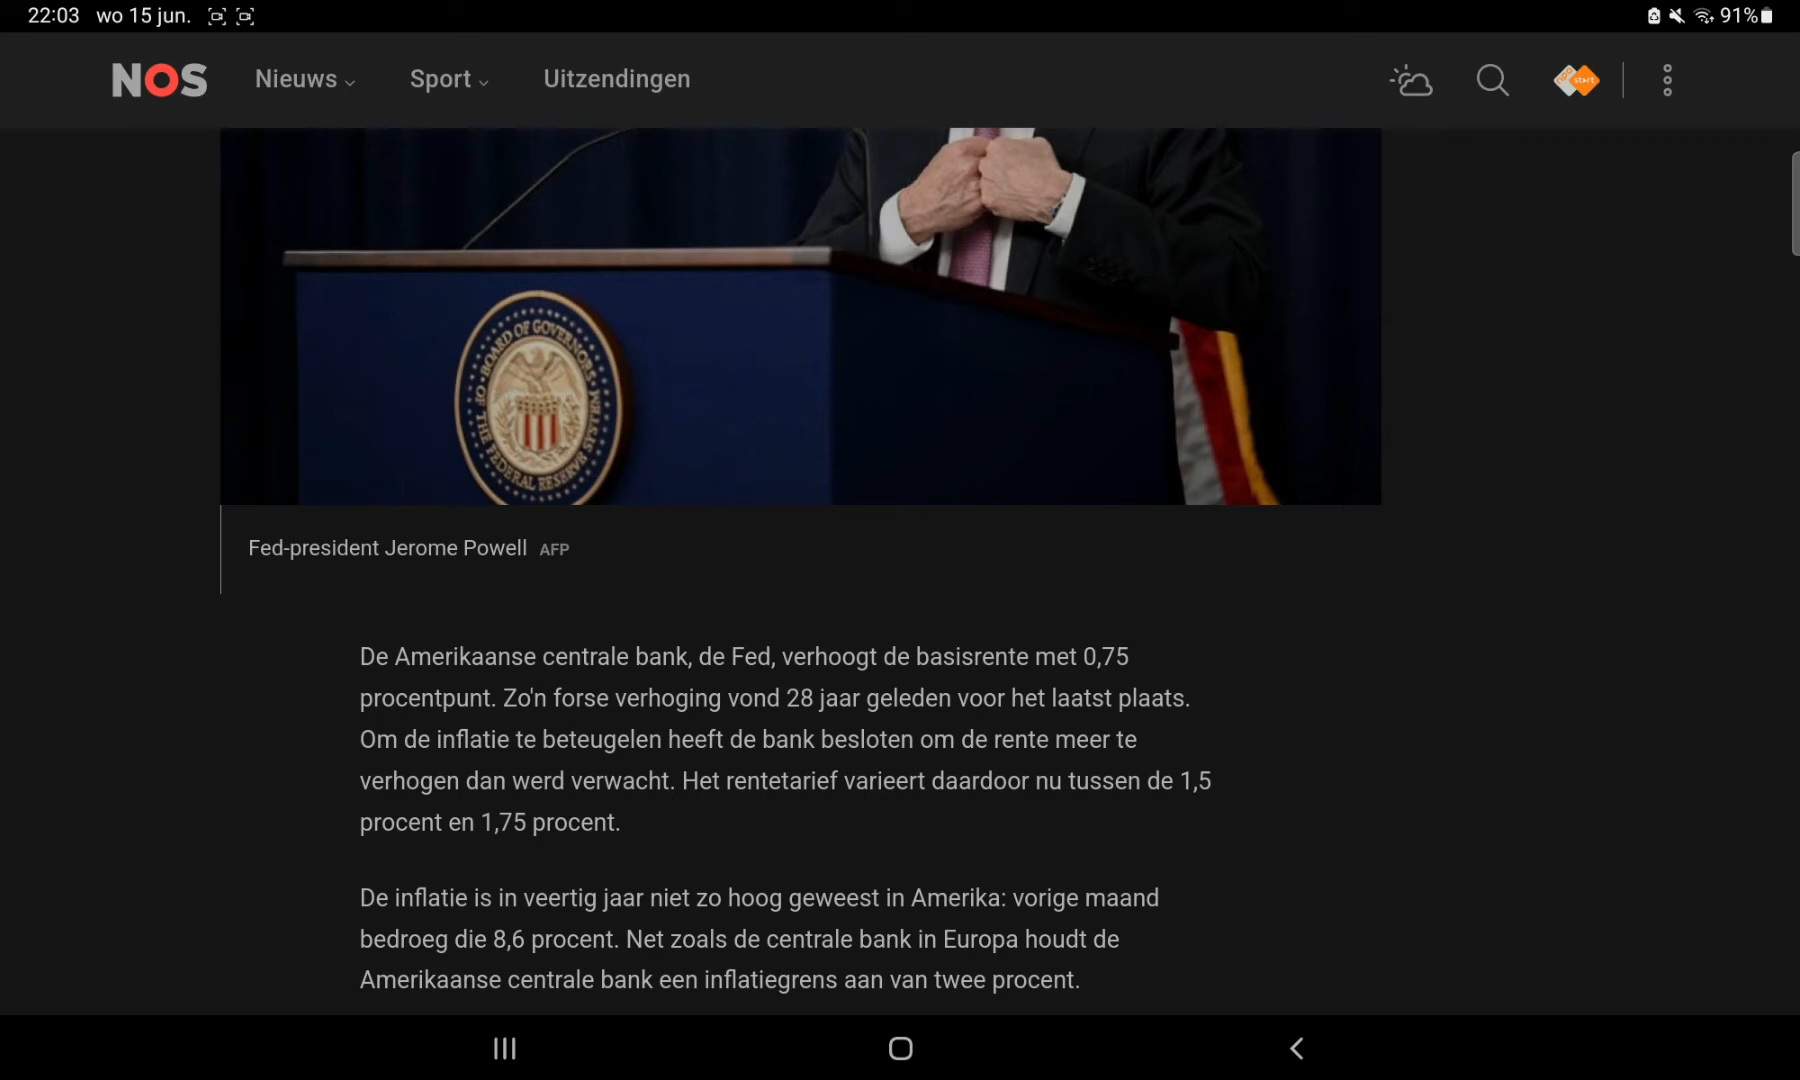 22:03 wo 15 jun. 91%
NOS Nieuws Sport Uitzendingen npo start
BOARD OF GOVERNORS OF THE FEDERAL RESERVE SYSTEM
Fed-president Jerome Powell AFP
De Amerikaanse centrale bank, de Fed, verhoogt de basisrente met 0,75
procentpunt. Zo'n forse verhoging vond 28 jaar geleden voor het laatst plaats.
Om de inflatie te beteugelen heeft de bank besloten om de rente meer te
verhogen dan werd verwacht. Het rentetarief varieert daardoor nu tussen de 1,5
procent en 1,75 procent.
De inflatie is in veertig jaar niet zo hoog geweest in Amerika: vorige maand
bedroeg die 8,6 procent. Net zoals de centrale bank in Europa houdt de
Amerikaanse centrale bank een inflatiegrens aan van twee procent.